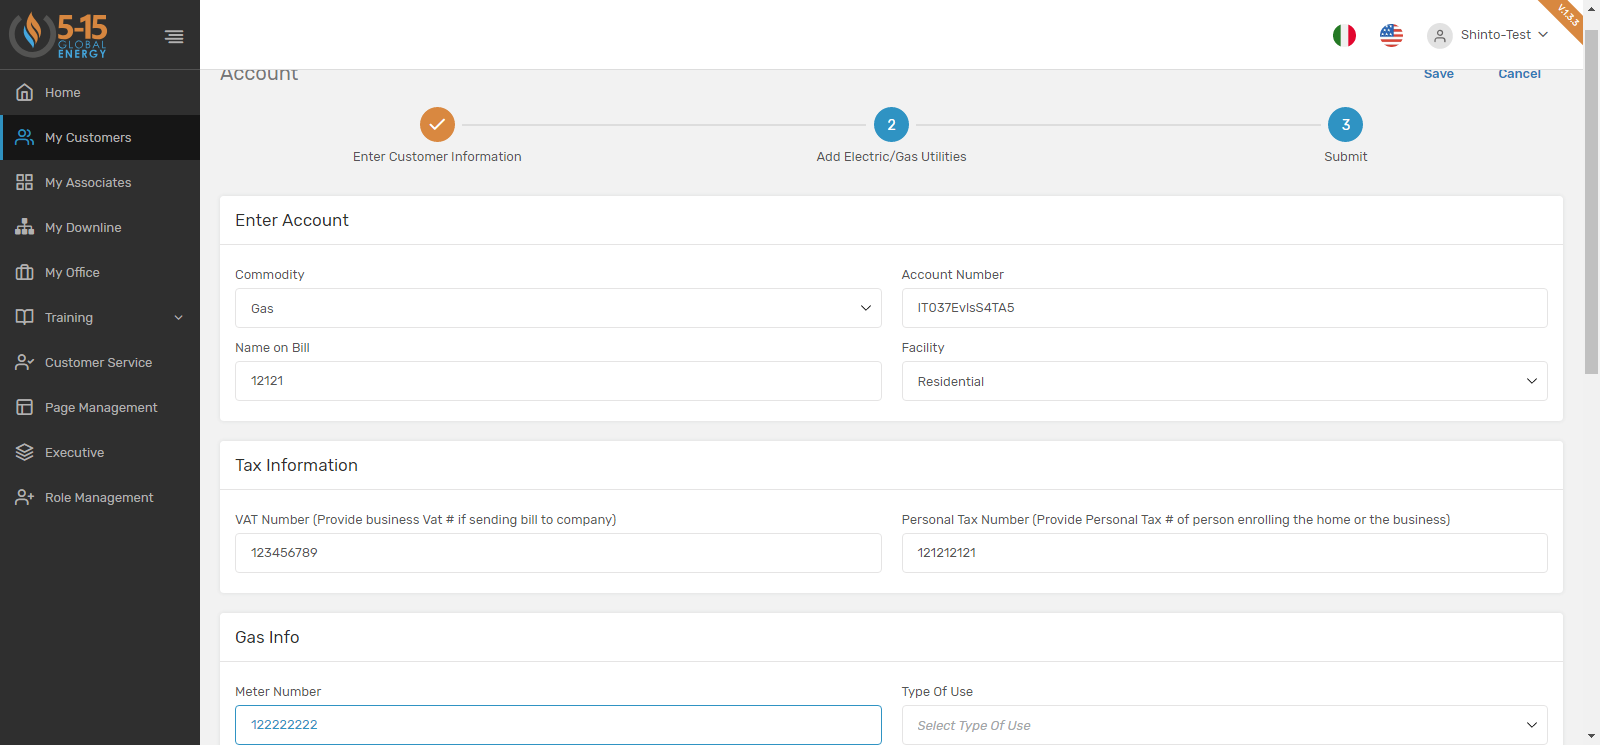 5-15
GLOBAL
ENERGY
Shinto-Test
V.1.3.3
Home
My Customers
My Associates
My Downline
My Office
Training
Customer Service
Page Management
Executive
Role Management
Account
Save
Cancel
2
3
Enter Customer Information
Add Electric/Gas Utilities
Submit
Enter Account
Commodity
Account Number
Gas
IT037EvIsS4TA5
Name on Bill
Facility
12121
Residential
Tax Information
VAT Number (Provide business Vat # if sending bill to company)
Personal Tax Number (Provide Personal Tax # of person enrolling the home or the business)
123456789
121212121
Gas Info
Meter Number
Type Of Use
122222222
Select Type Of Use